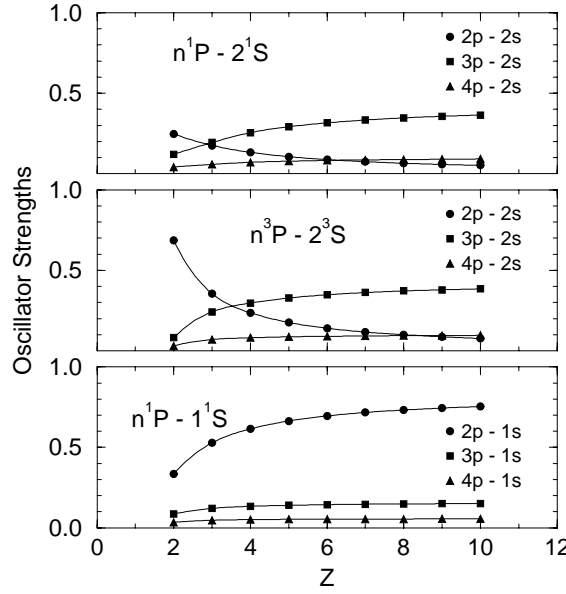 Oscillator Strengths
1.0
0.5
n¹P - 2¹S
2p - 2s
3p - 2s
4p - 2s
1.0
0.5
n³P - 2³S
2p - 2s
3p - 2s
4p - 2s
1.0
0.5
0.0
n¹P - 1¹S
2p - 1s
3p - 1s
4p - 1s
0 2 4 6 8 10 12
Z